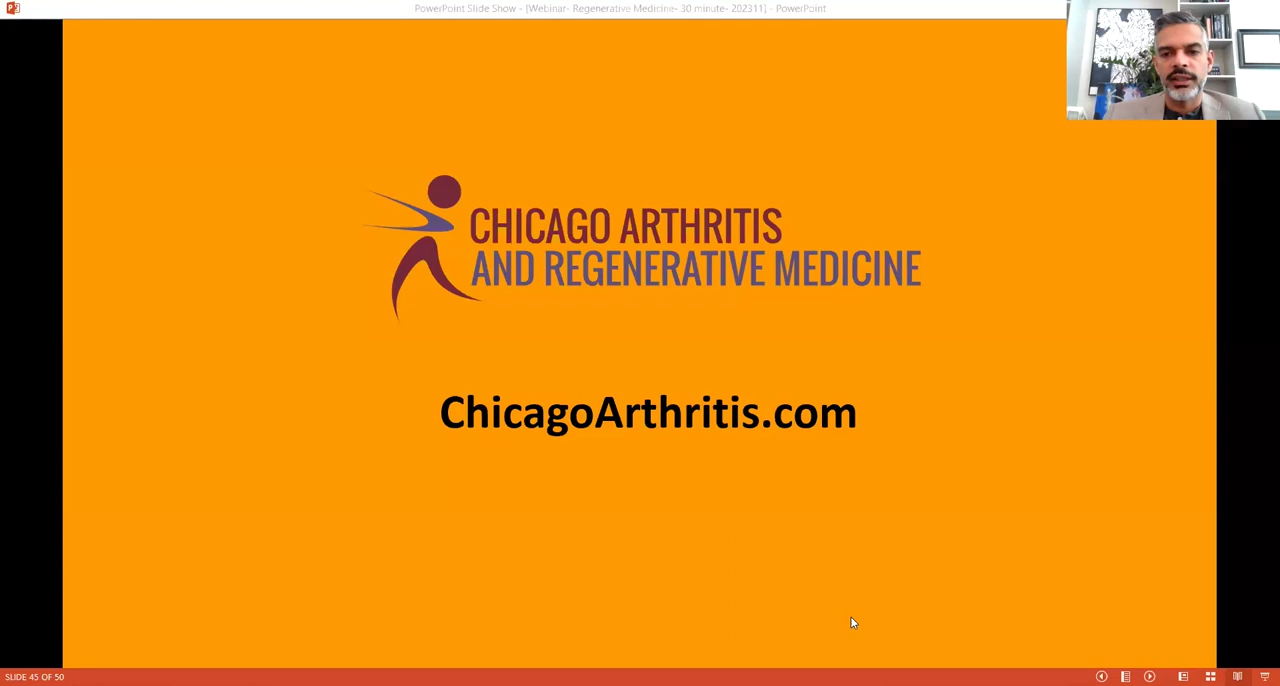 PowerPoint Slide Show - [Webinar- Regenerative Medicine- 30 minute- 202311] - PowerPoint
CHICAGO ARTHRITIS
AND REGENERATIVE MEDICINE
ChicagoArthritis.com
SLIDE 45 OF 50